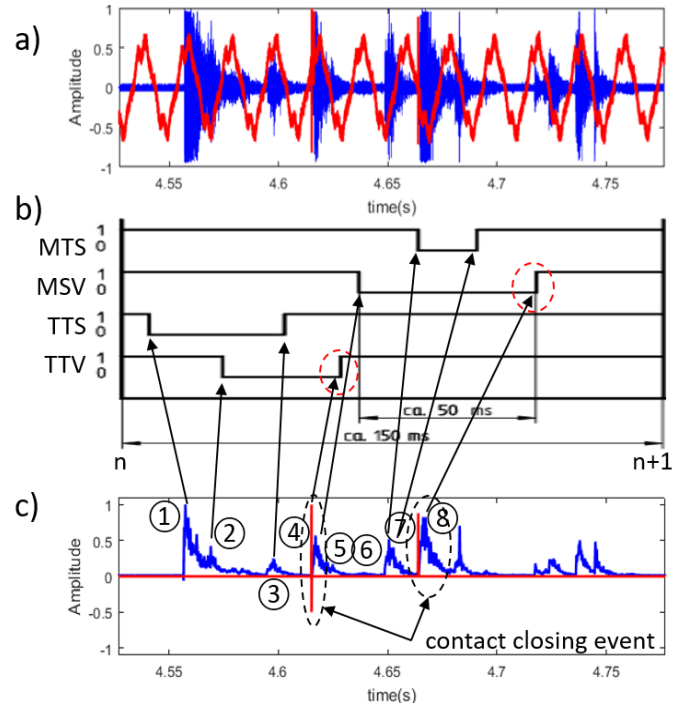 a)
Amplitude
1
0.5
0
-0.5
-1
4.55 4.6 4.65 4.7 4.75
time(s)
b)
MTS 1 0
MSV 1 0
TTS 1 0
TTV 1 0
ca. 50 ms
ca. 150 ms
n n+1
c)
Amplitude
1
0.5
0
-0.5
-1
1 2 3 4 5 6 7 8
contact closing event
4.55 4.6 4.65 4.7 4.75
time(s)